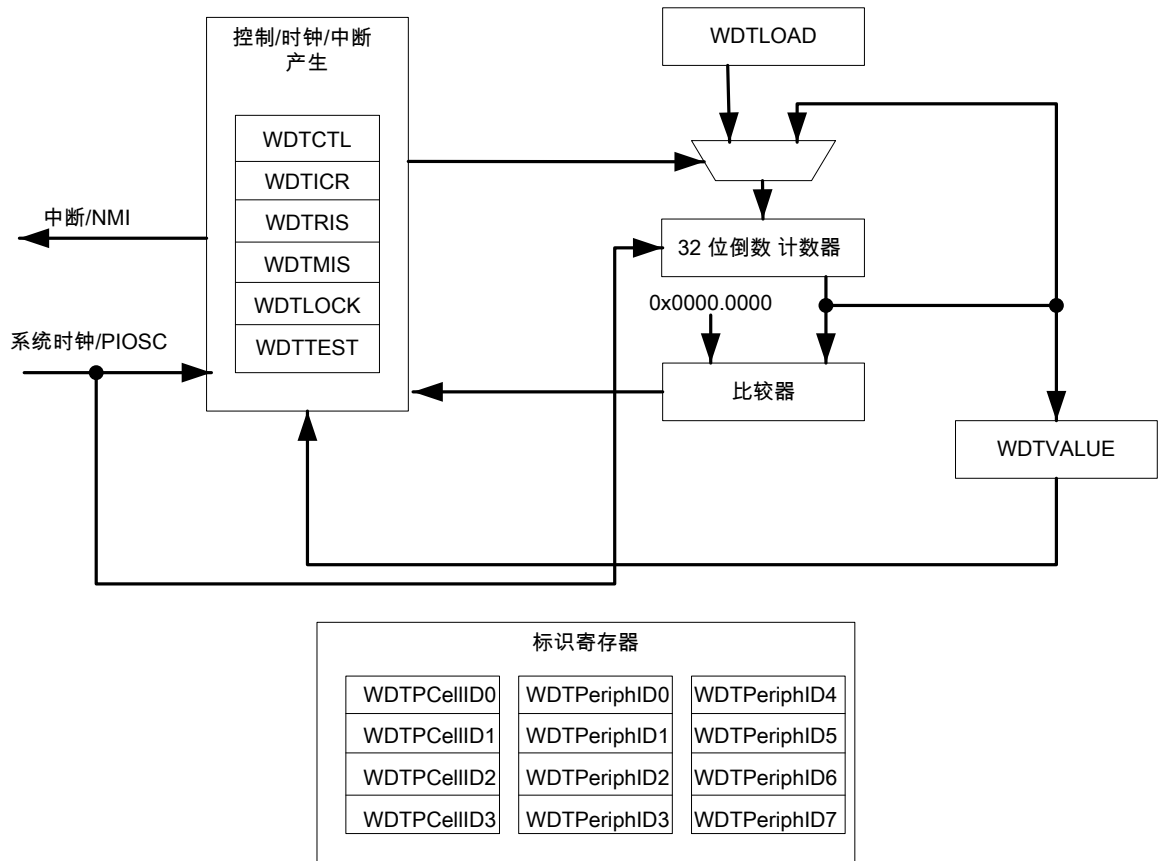 控制/时钟/中断
产生
WDTCTL
WDTICR
WDTRIS
WDTMIS
WDTLOCK
WDTTEST
中断/NMI
系统时钟/PIOSC
WDTLOAD
32 位倒数 计数器
0x0000.0000
比较器
WDTVALUE
标识寄存器
WDTPCellID0 WDTPeriphID0 WDTPeriphID4
WDTPCellID1 WDTPeriphID1 WDTPeriphID5
WDTPCellID2 WDTPeriphID2 WDTPeriphID6
WDTPCellID3 WDTPeriphID3 WDTPeriphID7